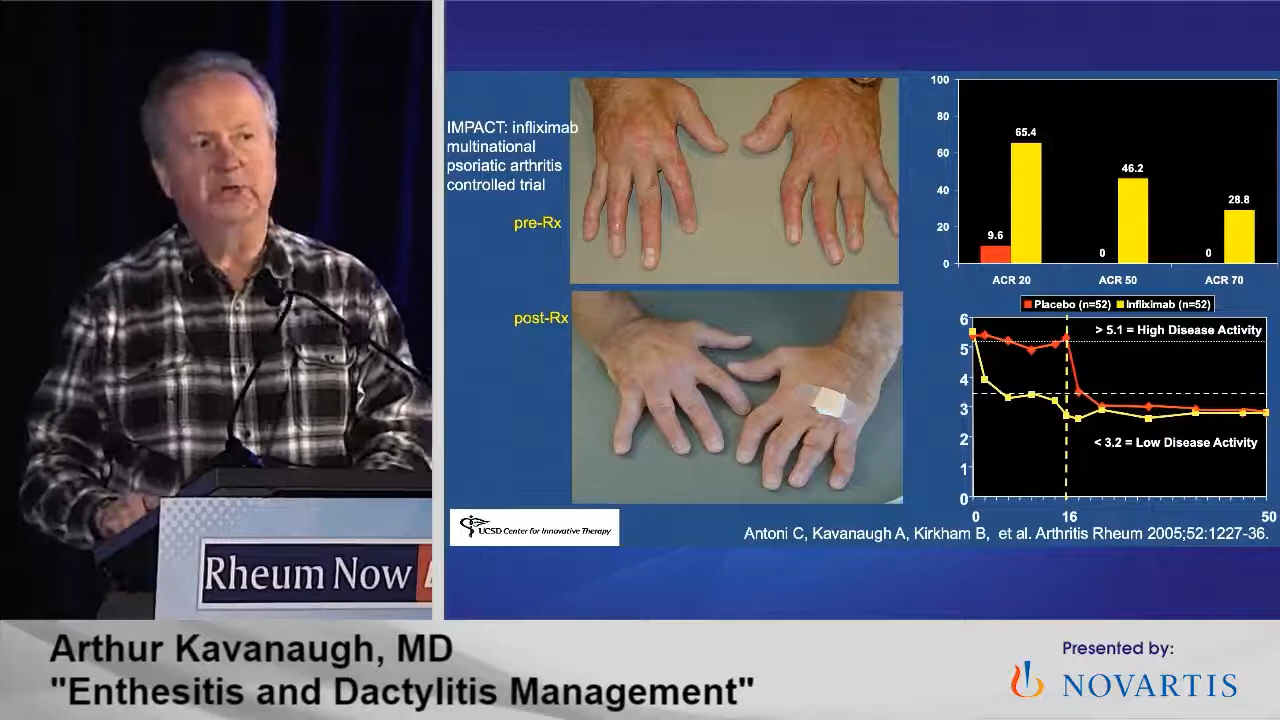 IMPACT: infliximab
multinational
psoriatic arthritis
controlled trial
pre-Rx
post-Rx
100
80
60
40
20
0
65.4
46.2
28.8
9.6
0
0
ACR 20
ACR 50
ACR 70
Placebo (n=52)
Infliximab (n=52)
6
5
4
3
2
1
0
> 5.1 = High Disease Activity
< 3.2 = Low Disease Activity
0
16
50
UCSD Center for Innovative Therapy
Antoni C, Kavanaugh A, Kirkham B, et al. Arthritis Rheum 2005;52:1227-36.
Rheum Now
Arthur Kavanaugh, MD
"Enthesitis and Dactylitis Management"
Presented by:
NOVARTIS